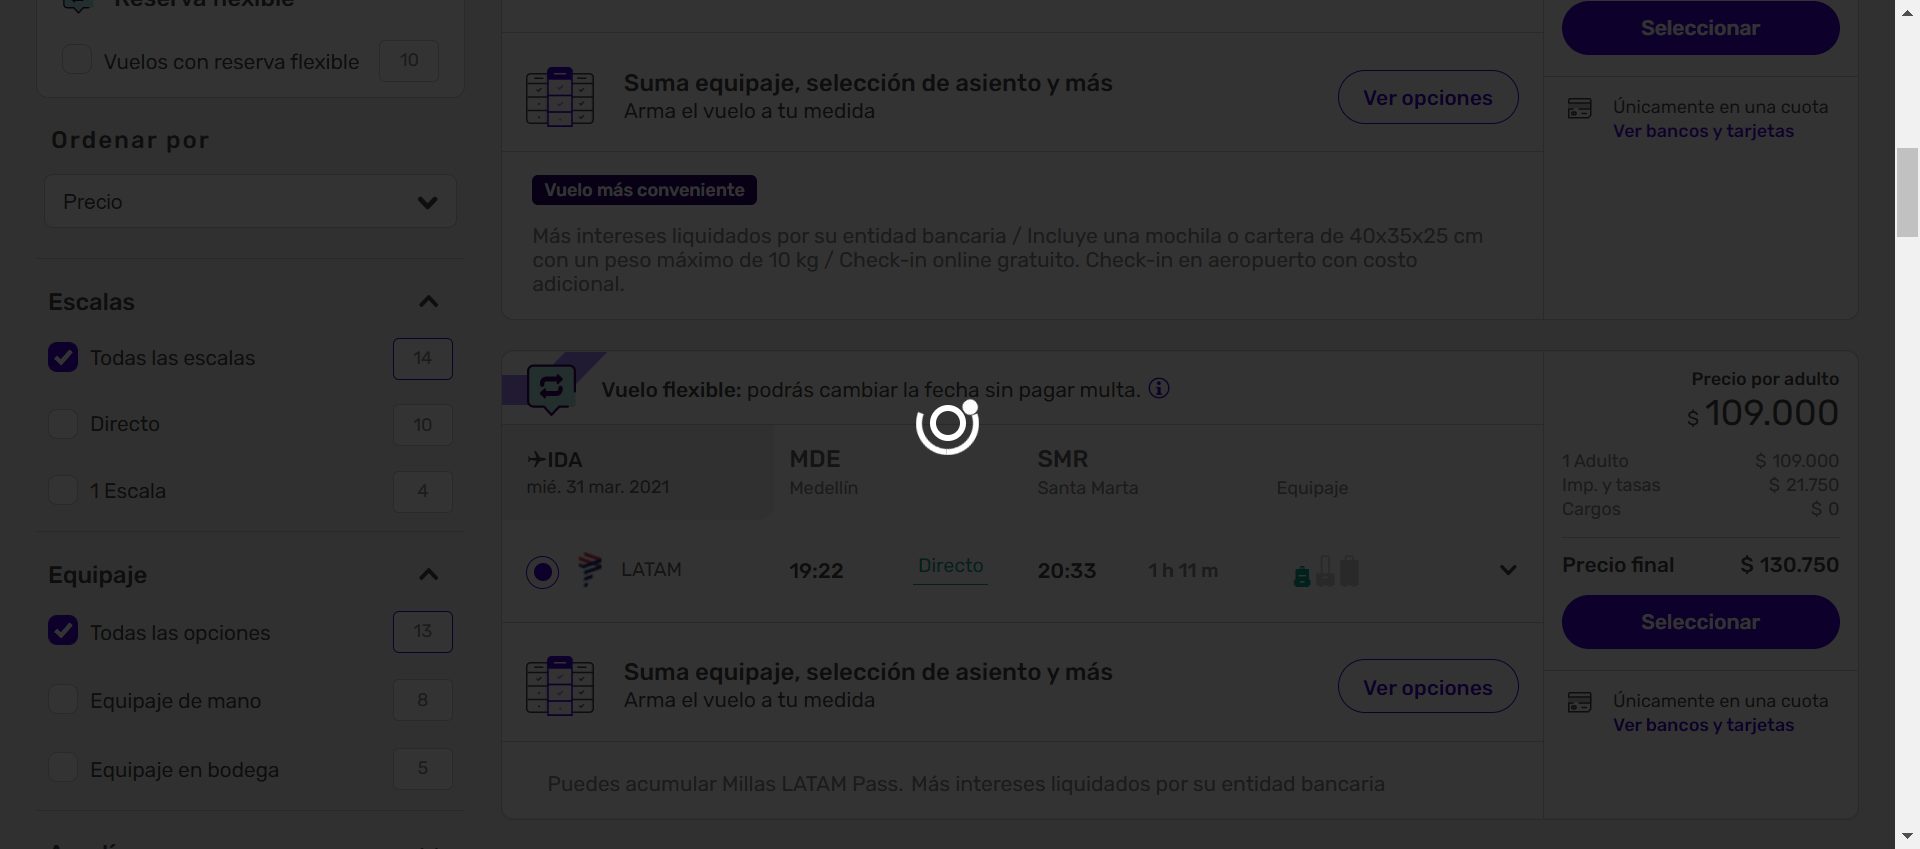 Reserva flexible
Vuelos con reserva flexible
10
Ordenar por
Precio
Escalas
Todas las escalas
14
Directo
10
1 Escala
4
Equipaje
Todas las opciones
13
Equipaje de mano
8
Equipaje en bodega
5
Suma equipaje, selección de asiento y más
Arma el vuelo a tu medida
Ver opciones
Vuelo más conveniente
Más intereses liquidados por su entidad bancaria / Incluye una mochila o cartera de 40x35x25 cm
con un peso máximo de 10 kg / Check-in online gratuito. Check-in en aeropuerto con costo
adicional.
Seleccionar
Únicamente en una cuota
Ver bancos y tarjetas
Vuelo flexible: podrás cambiar la fecha sin pagar multa.
IDA
mié. 31 mar. 2021
MDE
Medellín
SMR
Santa Marta
Equipaje
LATAM
19:22
Directo
20:33
1 h 11 m
Suma equipaje, selección de asiento y más
Arma el vuelo a tu medida
Ver opciones
Puedes acumular Millas LATAM Pass. Más intereses liquidados por su entidad bancaria
Precio por adulto
$ 109.000
1 Adulto $ 109.000
Imp. y tasas $ 21.750
Cargos $ 0
Precio final $ 130.750
Seleccionar
Únicamente en una cuota
Ver bancos y tarjetas